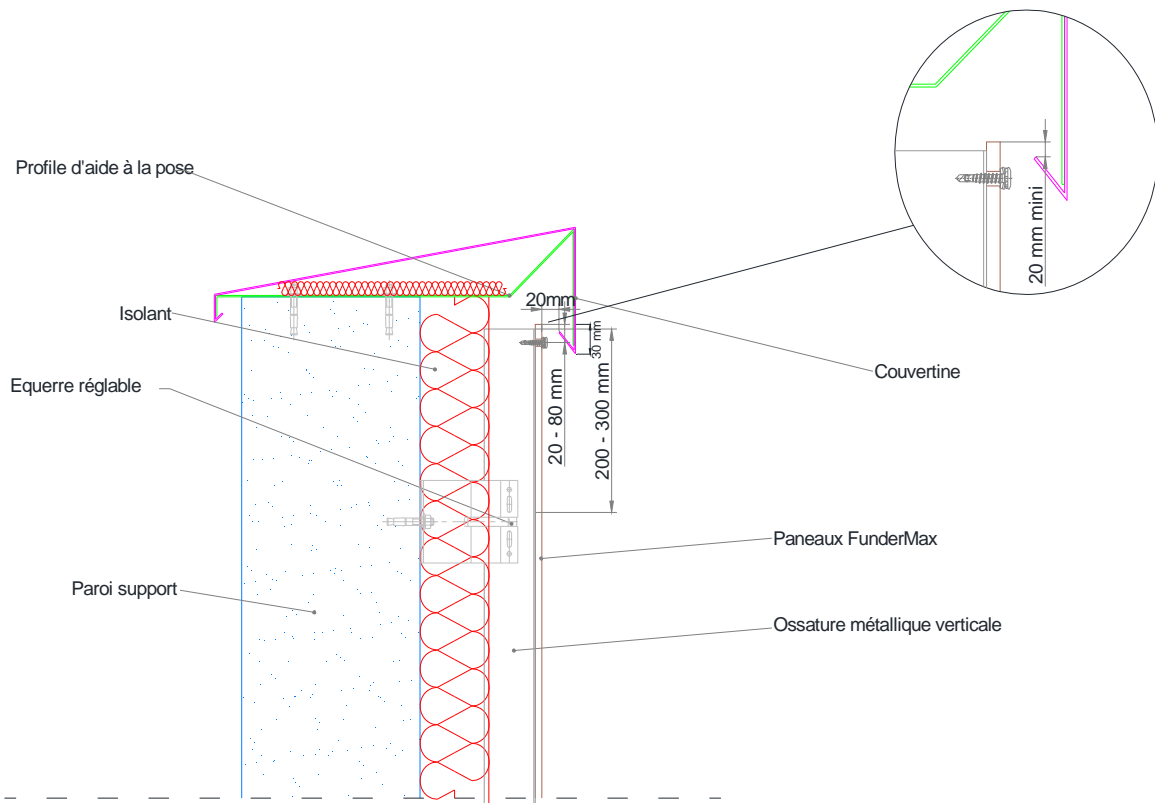 Profile d'aide à la pose
20 mm mini
Isolant
20mm
30 mm
Equerre réglable
Couvertine
20 - 80 mm
200 - 300 mm
Paneaux FunderMax
Paroi support
Ossature métallique verticale